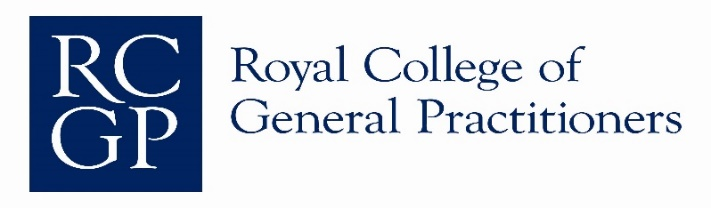 RC
GP
Royal College of
General Practitioners